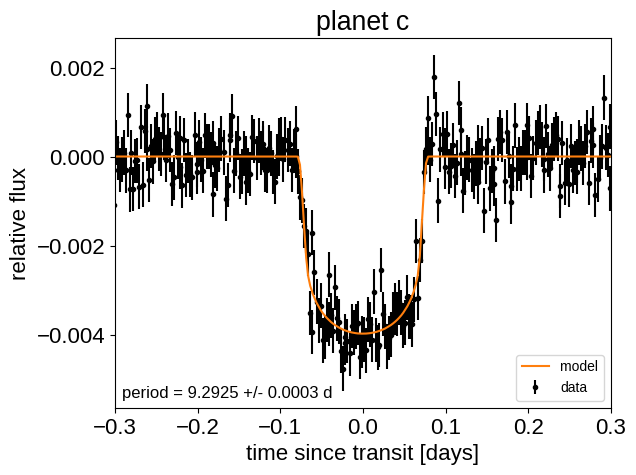 planet c
0.002
0.000
−0.002
−0.004
relative flux
period = 9.2925 +/- 0.0003 d
model
data
−0.3
−0.2
−0.1
0.0
0.1
0.2
0.3
time since transit [days]